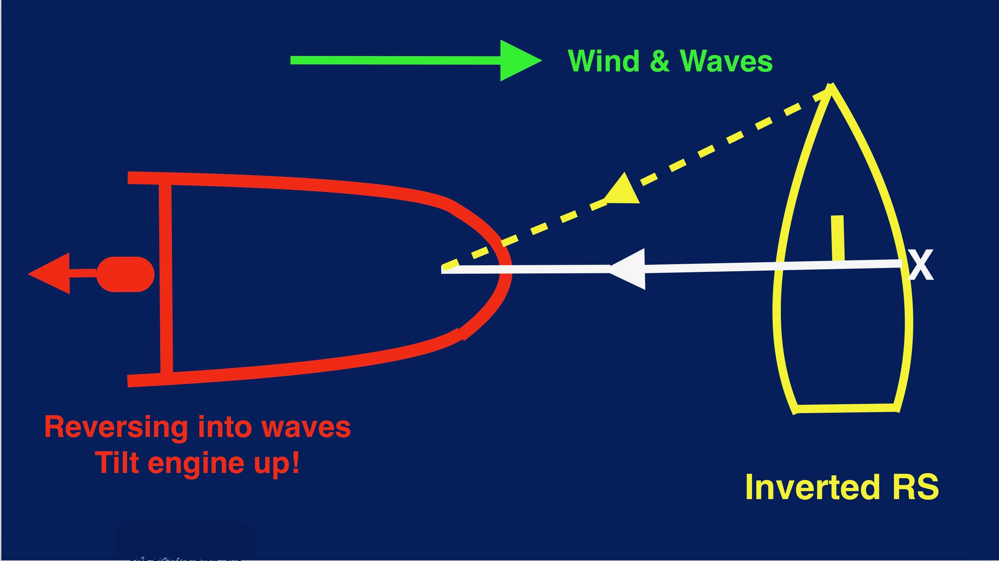 Wind & Waves
X
Reversing into waves
Tilt engine up!
Inverted RS